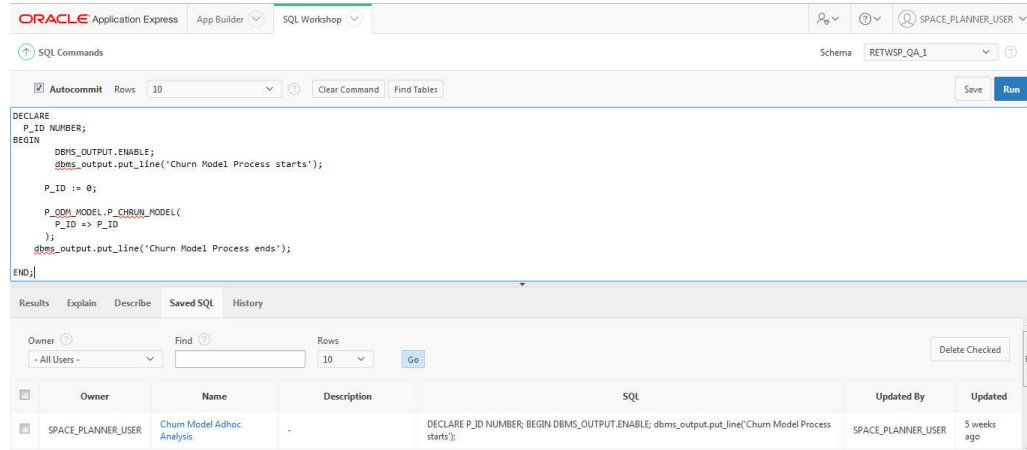 ORACLE Application Express App Builder SQL Workshop SPACE_PLANNER_USER
SQL Commands Schema RETWSP_QA_1
Autocommit Rows 10 Clear Command Find Tables Save Run
DECLARE
P_ID NUMBER;
BEGIN
DBMS_OUTPUT.ENABLE;
dbms_output.put_line('Churn Model Process starts');
P_ID := 0;
P_ODM_MODEL.P_CHRUN_MODEL(
P_ID => P_ID
);
dbms_output.put_line('Churn Model Process ends');
END;
Results Explain Describe Saved SQL History
Owner Find Rows
- All Users - 10 Go Delete Checked
Owner Name Description SQL Updated By Updated
SPACE_PLANNER_USER Churn Model Adhoc Analysis - DECLARE P_ID NUMBER; BEGIN DBMS_OUTPUT.ENABLE; dbms_output.put_line('Churn Model Process starts'); SPACE_PLANNER_USER 5 weeks ago